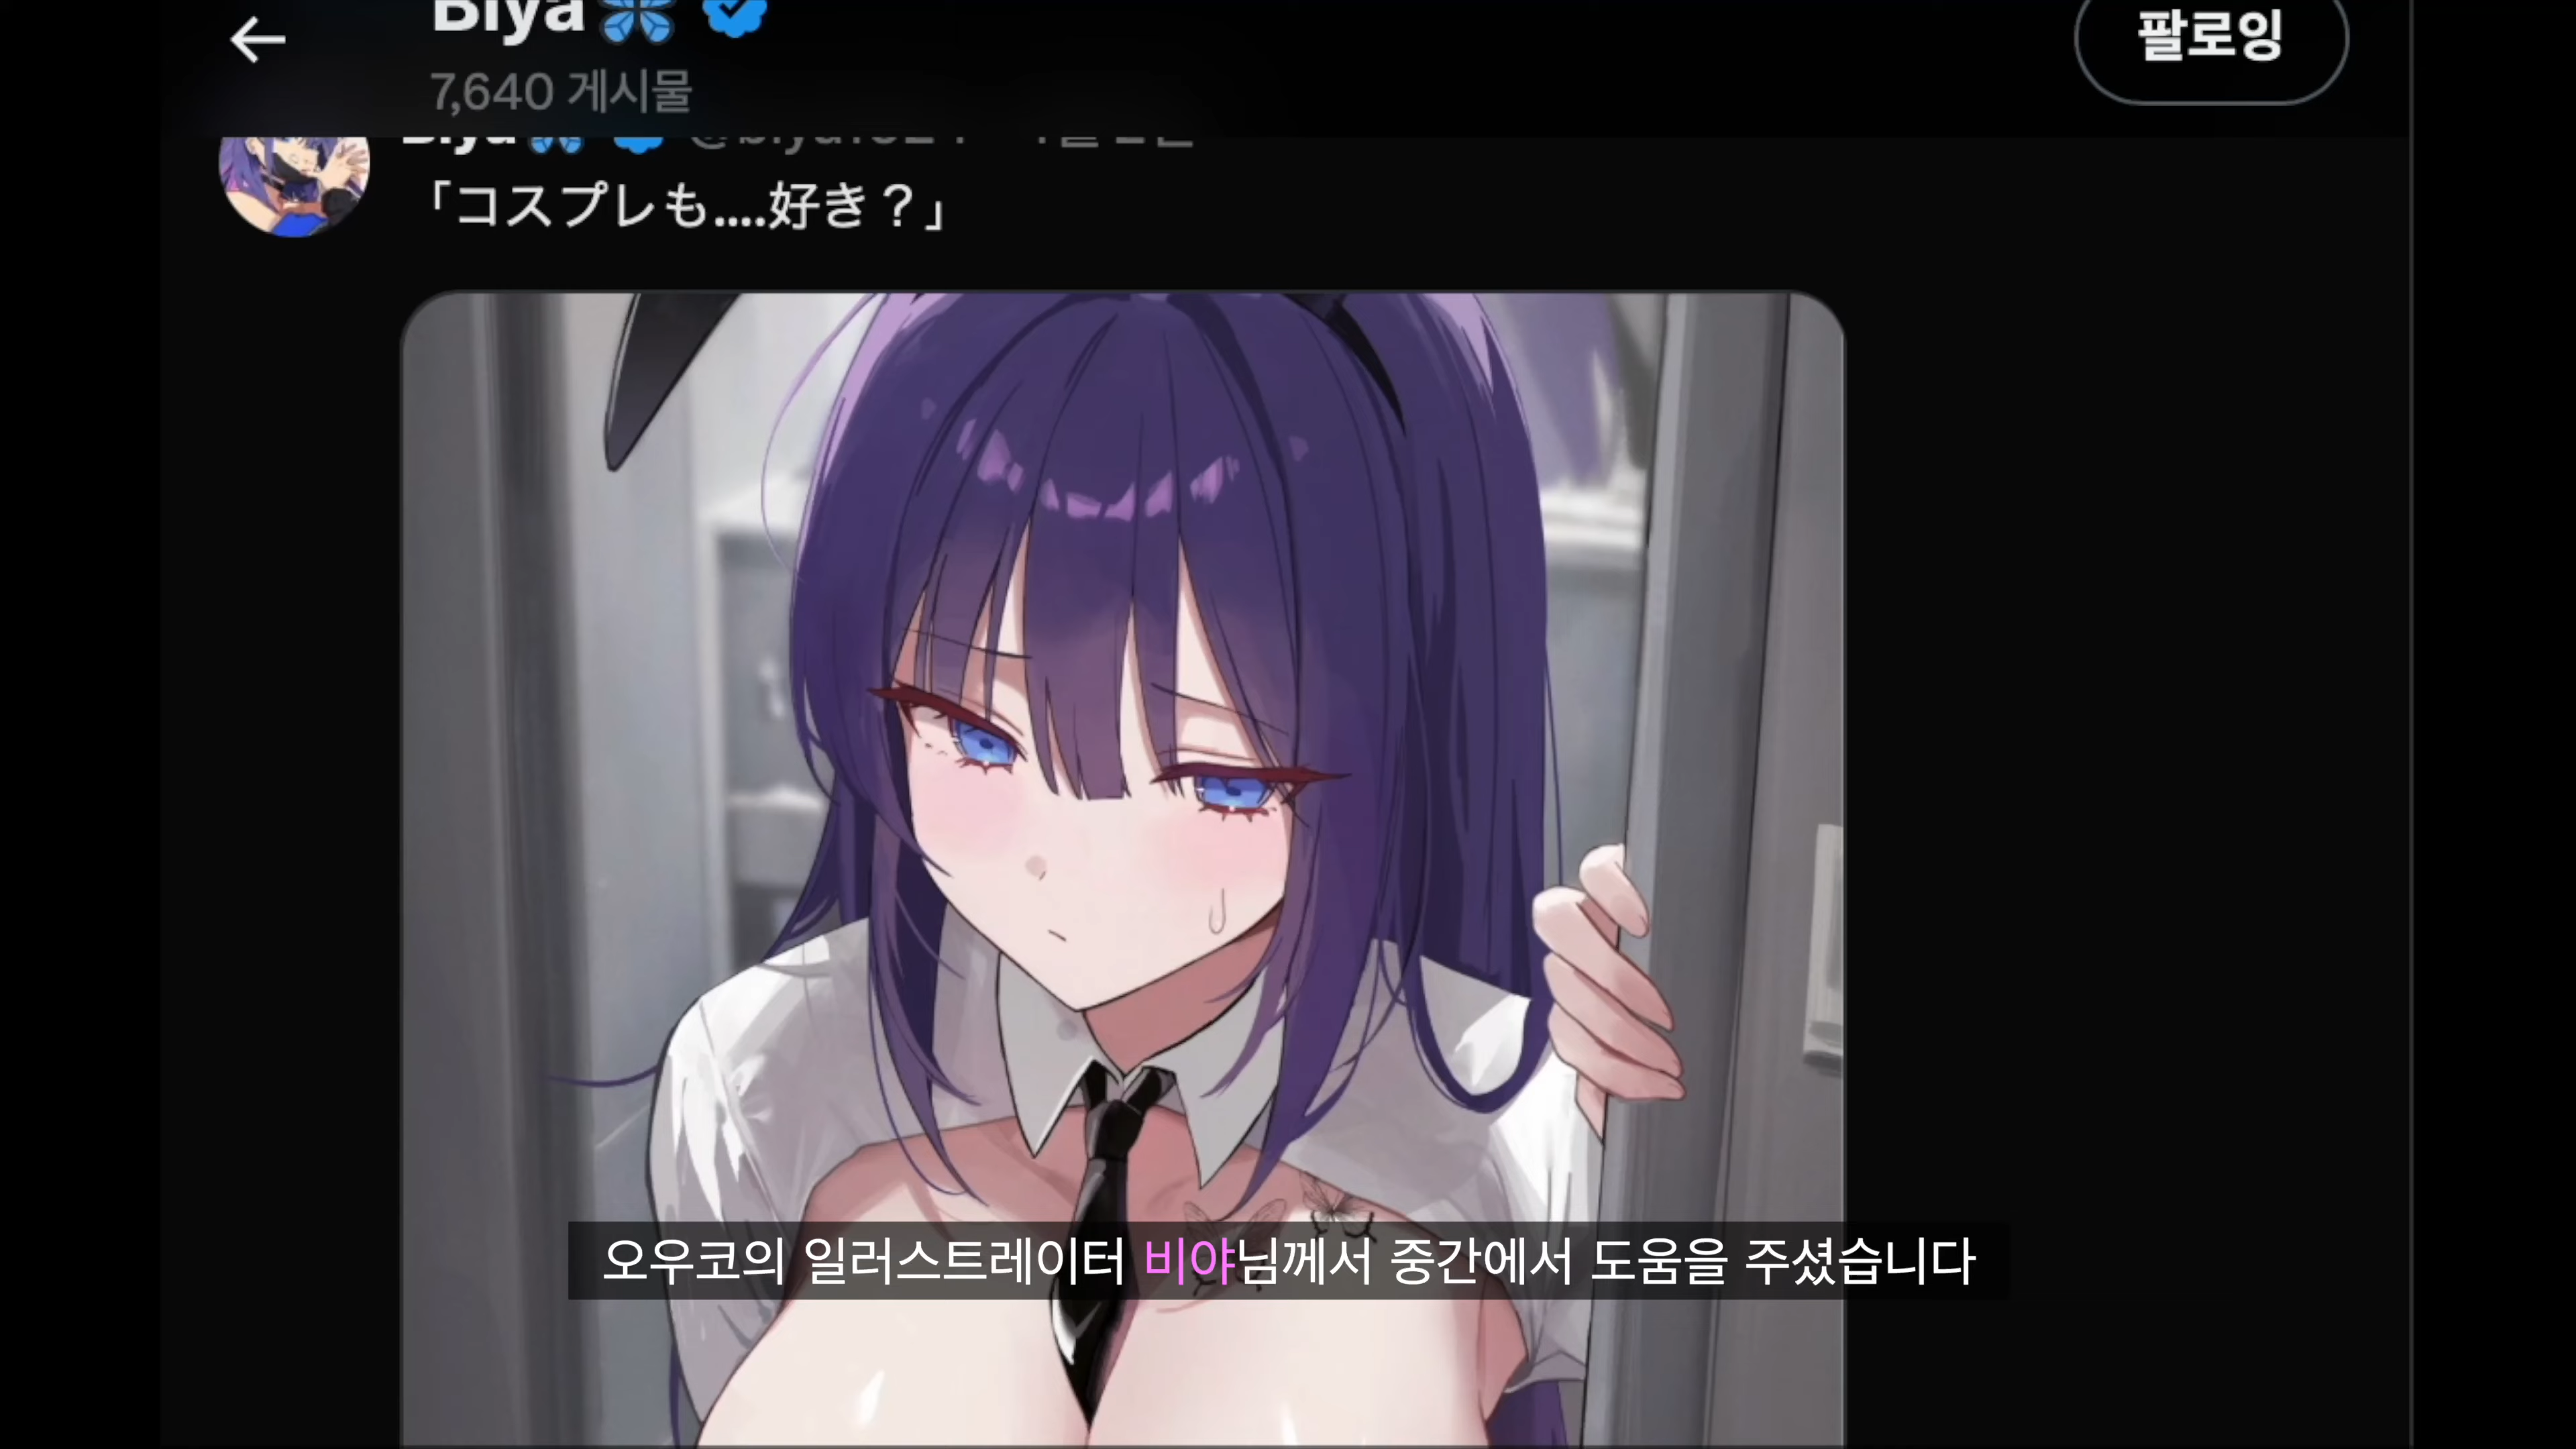 Biya
7,640 게시물
팔로잉
Biya
「コスプレも....好き？」
오우코의 일러스트레이터 비야님께서 중간에서 도움을 주셨습니다